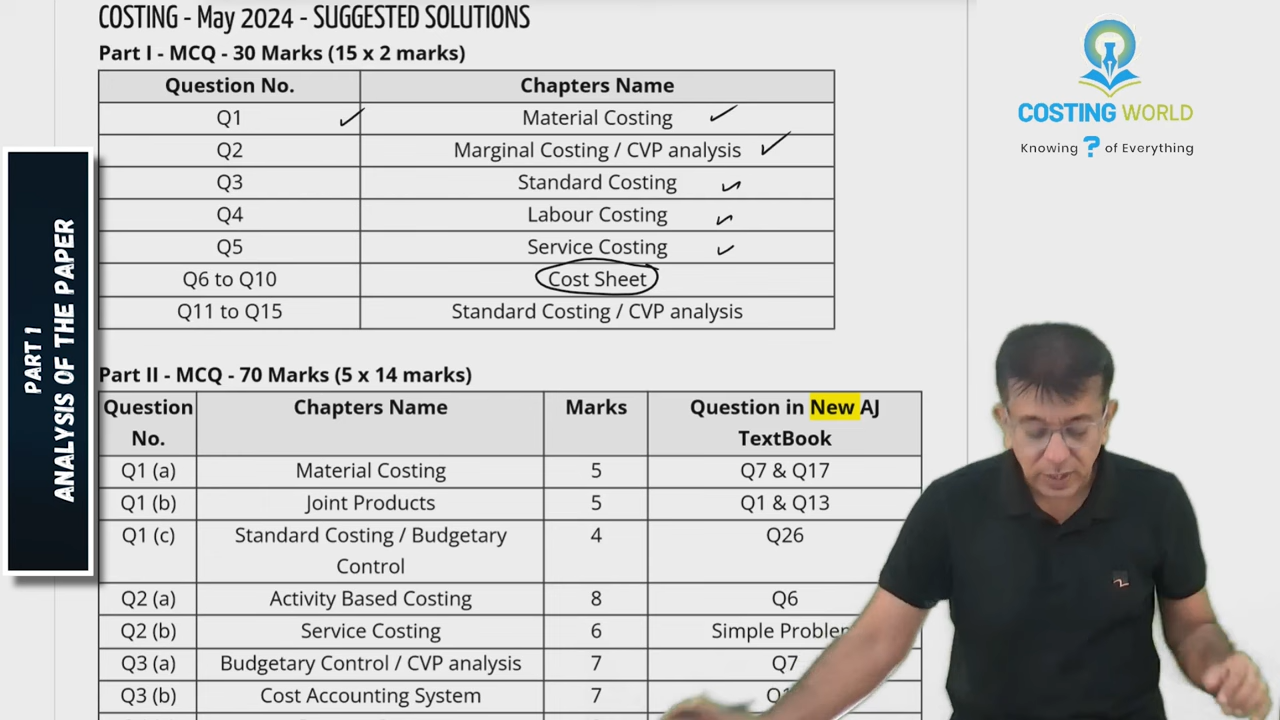 COSTING - May 2024 - SUGGESTED SOLUTIONS
Part I - MCQ - 30 Marks (15 x 2 marks)
Question No. Chapters Name
Q1 Material Costing
Q2 Marginal Costing / CVP analysis
Q3 Standard Costing
Q4 Labour Costing
Q5 Service Costing
Q6 to Q10 Cost Sheet
Q11 to Q15 Standard Costing / CVP analysis
Part II - MCQ - 70 Marks (5 x 14 marks)
Question Chapters Name Marks Question in New AJ
No. TextBook
Q1 (a) Material Costing 5 Q7 & Q17
Q1 (b) Joint Products 5 Q1 & Q13
Q1 (c) Standard Costing / Budgetary 4 Q26
Control
Q2 (a) Activity Based Costing 8 Q6
Q2 (b) Service Costing 6 Simple
Q3 (a) Budgetary Control / CVP analysis 7 Q7
Q3 (b) Cost Accounting System 7
PART 1
ANALYSIS OF THE PAPER
COSTING WORLD
Knowing ? of Everything